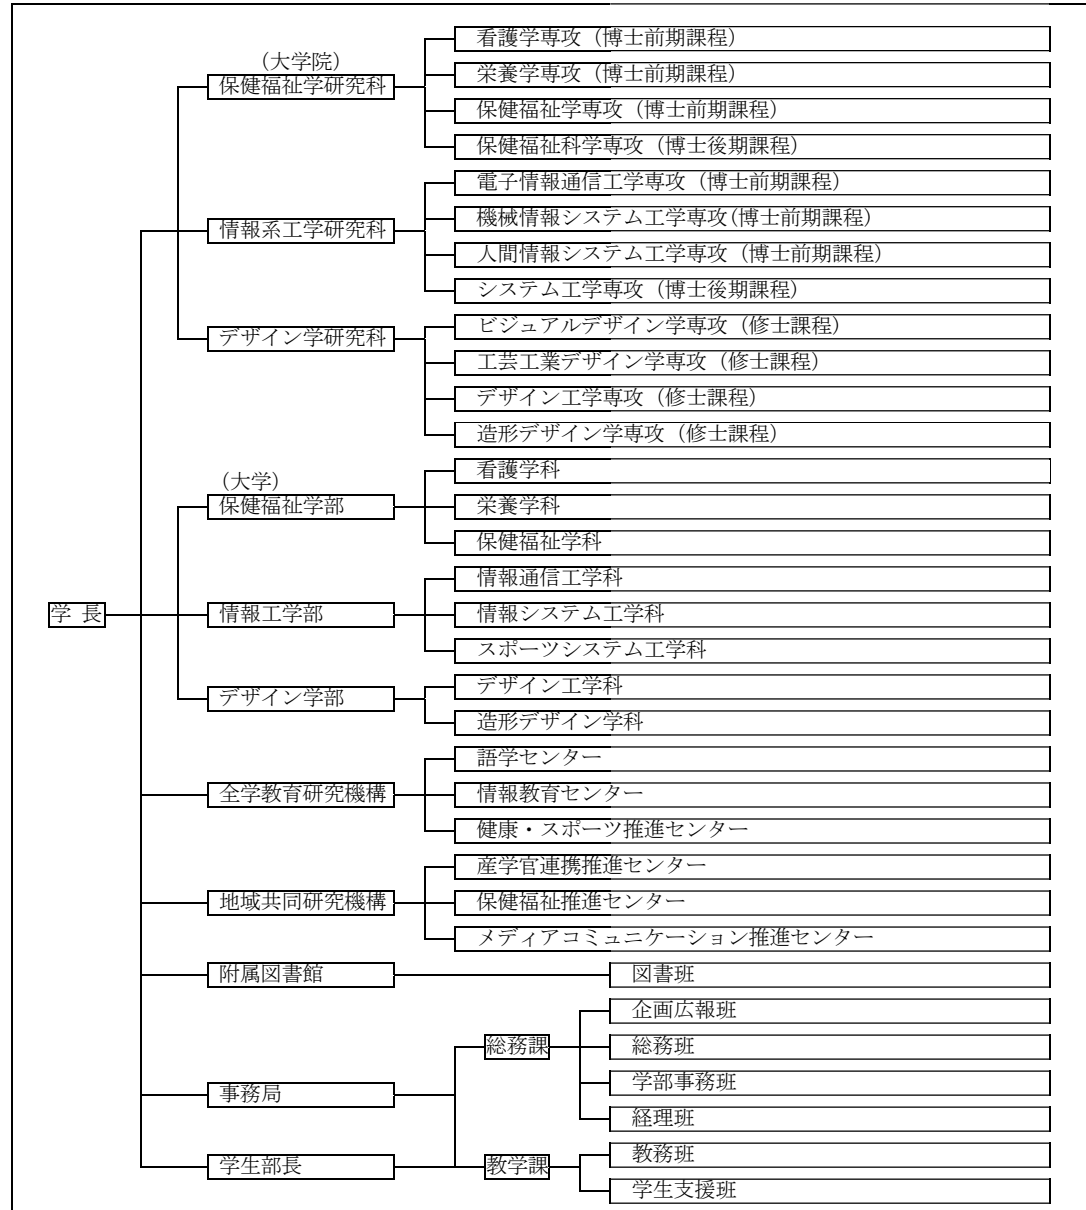 看護学専攻（博士前期課程）
（大学院）
保健福祉学研究科
栄養学専攻（博士前期課程）
保健福祉学専攻（博士前期課程）
保健福祉科学専攻（博士後期課程）
電子情報通信工学専攻（博士前期課程）
機械情報システム工学専攻(博士前期課程）
情報系工学研究科
人間情報システム工学専攻（博士前期課程）
システム工学専攻（博士後期課程）
ビジュアルデザイン学専攻（修士課程）
デザイン学研究科
工芸工業デザイン学専攻（修士課程）
デザイン工学専攻（修士課程）
造形デザイン学専攻（修士課程）
看護学科
（大学）
保健福祉学部
栄養学科
保健福祉学科
情報通信工学科
学 長
情報工学部
情報システム工学科
スポーツシステム工学科
デザイン学部
デザイン工学科
造形デザイン学科
語学センター
全学教育研究機構
情報教育センター
健康・スポーツ推進センター
産学官連携推進センター
地域共同研究機構
保健福祉推進センター
メディアコミュニケーション推進センター
附属図書館
図書班
企画広報班
総務課
総務班
事務局
学部事務班
経理班
学生部長
教学課
教務班
学生支援班